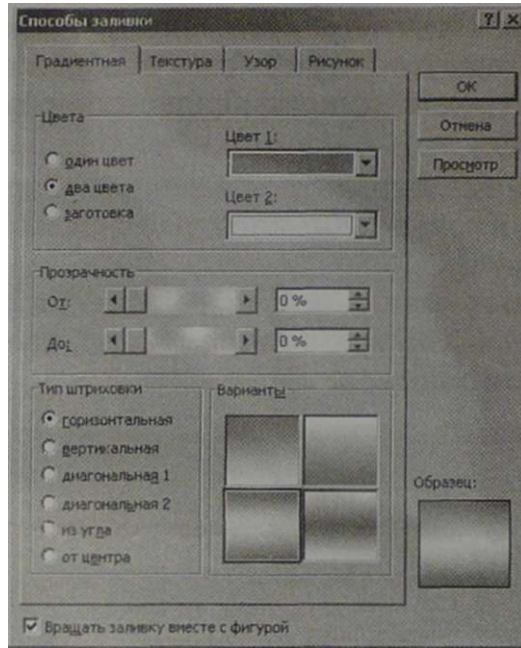 Способы заливки
Градиентная Текстура Узор Рисунок
ОК
Отмена
Просмотр
Цвета
один цвет
два цвета
заготовка
Цвет 1:
Цвет 2:
Прозрачность
От: 0 %
До: 0 %
Тип штриховки
горизонтальная
вертикальная
диагональная 1
диагональная 2
из угла
от центра
Варианты
Образец:
Вращать заливку вместе с фигурой